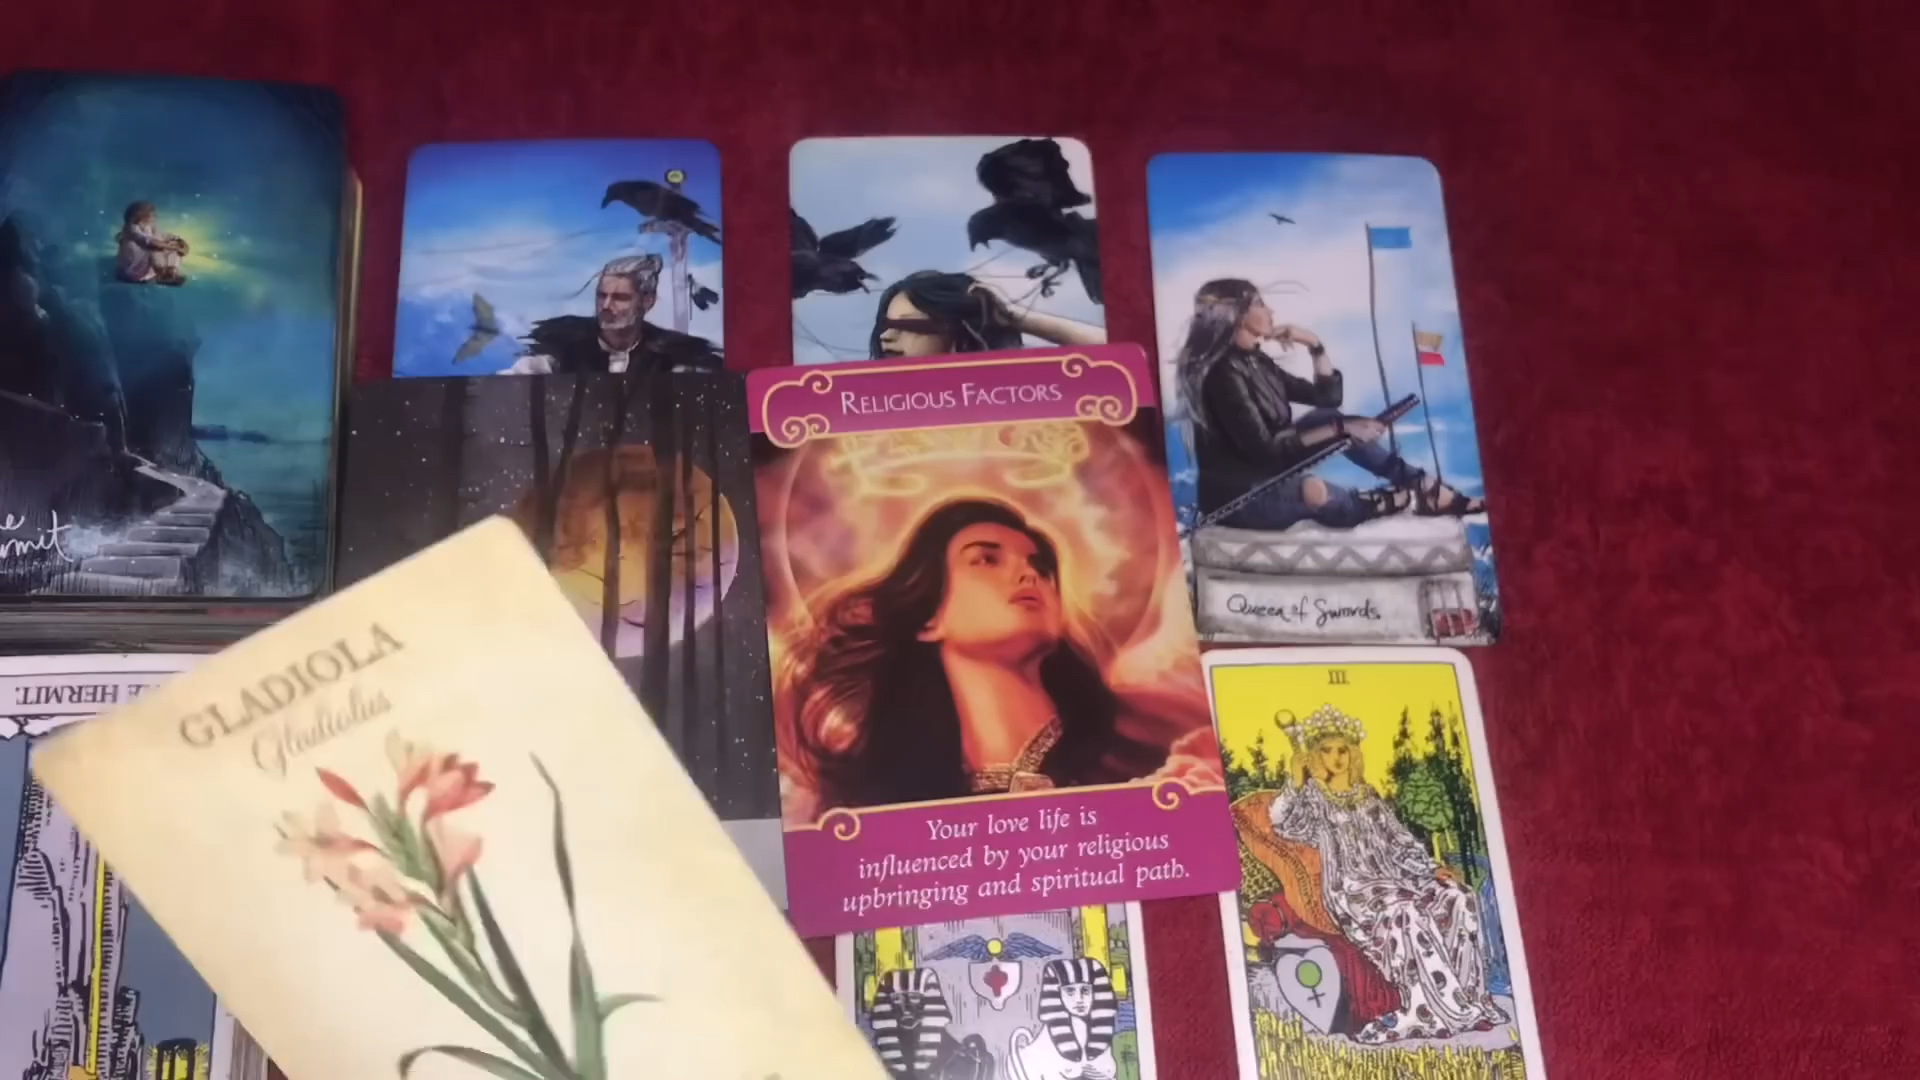 RELIGIOUS FACTORS
Your love life is
influenced by your religious
upbringing and spiritual path.
Queen of Swords.
III
GLADIOLA
Gladiolus
HERMIT.